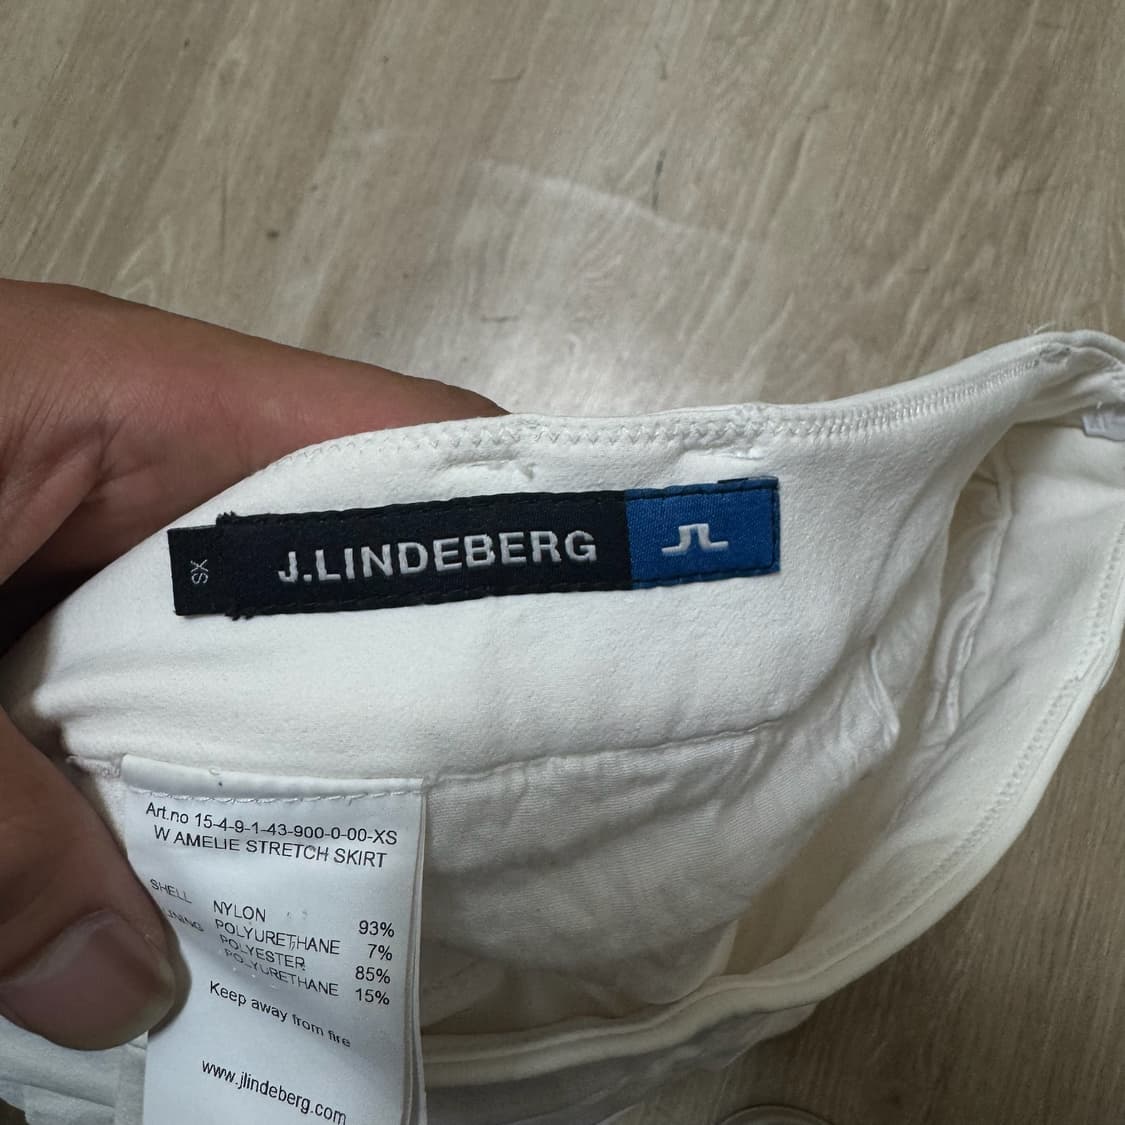 XS
J.LINDEBERG
Art.no 15-4-9-1-43-900-0-00-XS
W AMELIE STRETCH SKIRT
SHELL NYLON 93%
POLYURETHANE 7%
LINING POLYESTER 85%
POLYURETHANE 15%
Keep away from fire
www.jlindeberg.com